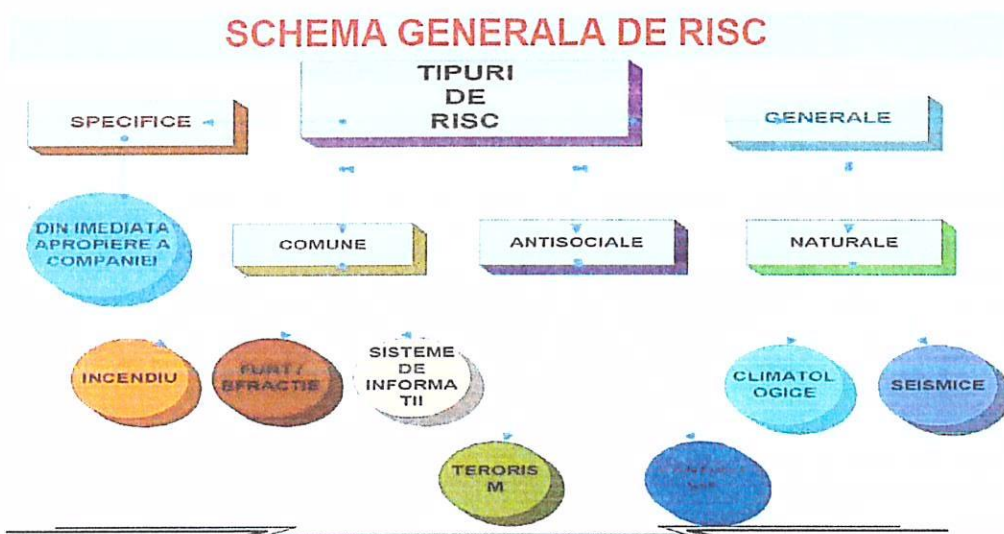 SCHEMA GENERALA DE RISC
TIPURI
DE
RISC
SPECIFICE
GENERALE
DIN IMEDIATA
APROPIERE A
COMPANIEI
COMUNE
ANTISOCIALE
NATURALE
INCENDIU
FURT /
EFRACTIE
SISTEME
DE
INFORMA
TII
CLIMATOL
OGICE
SEISMICE
TERORIS
M